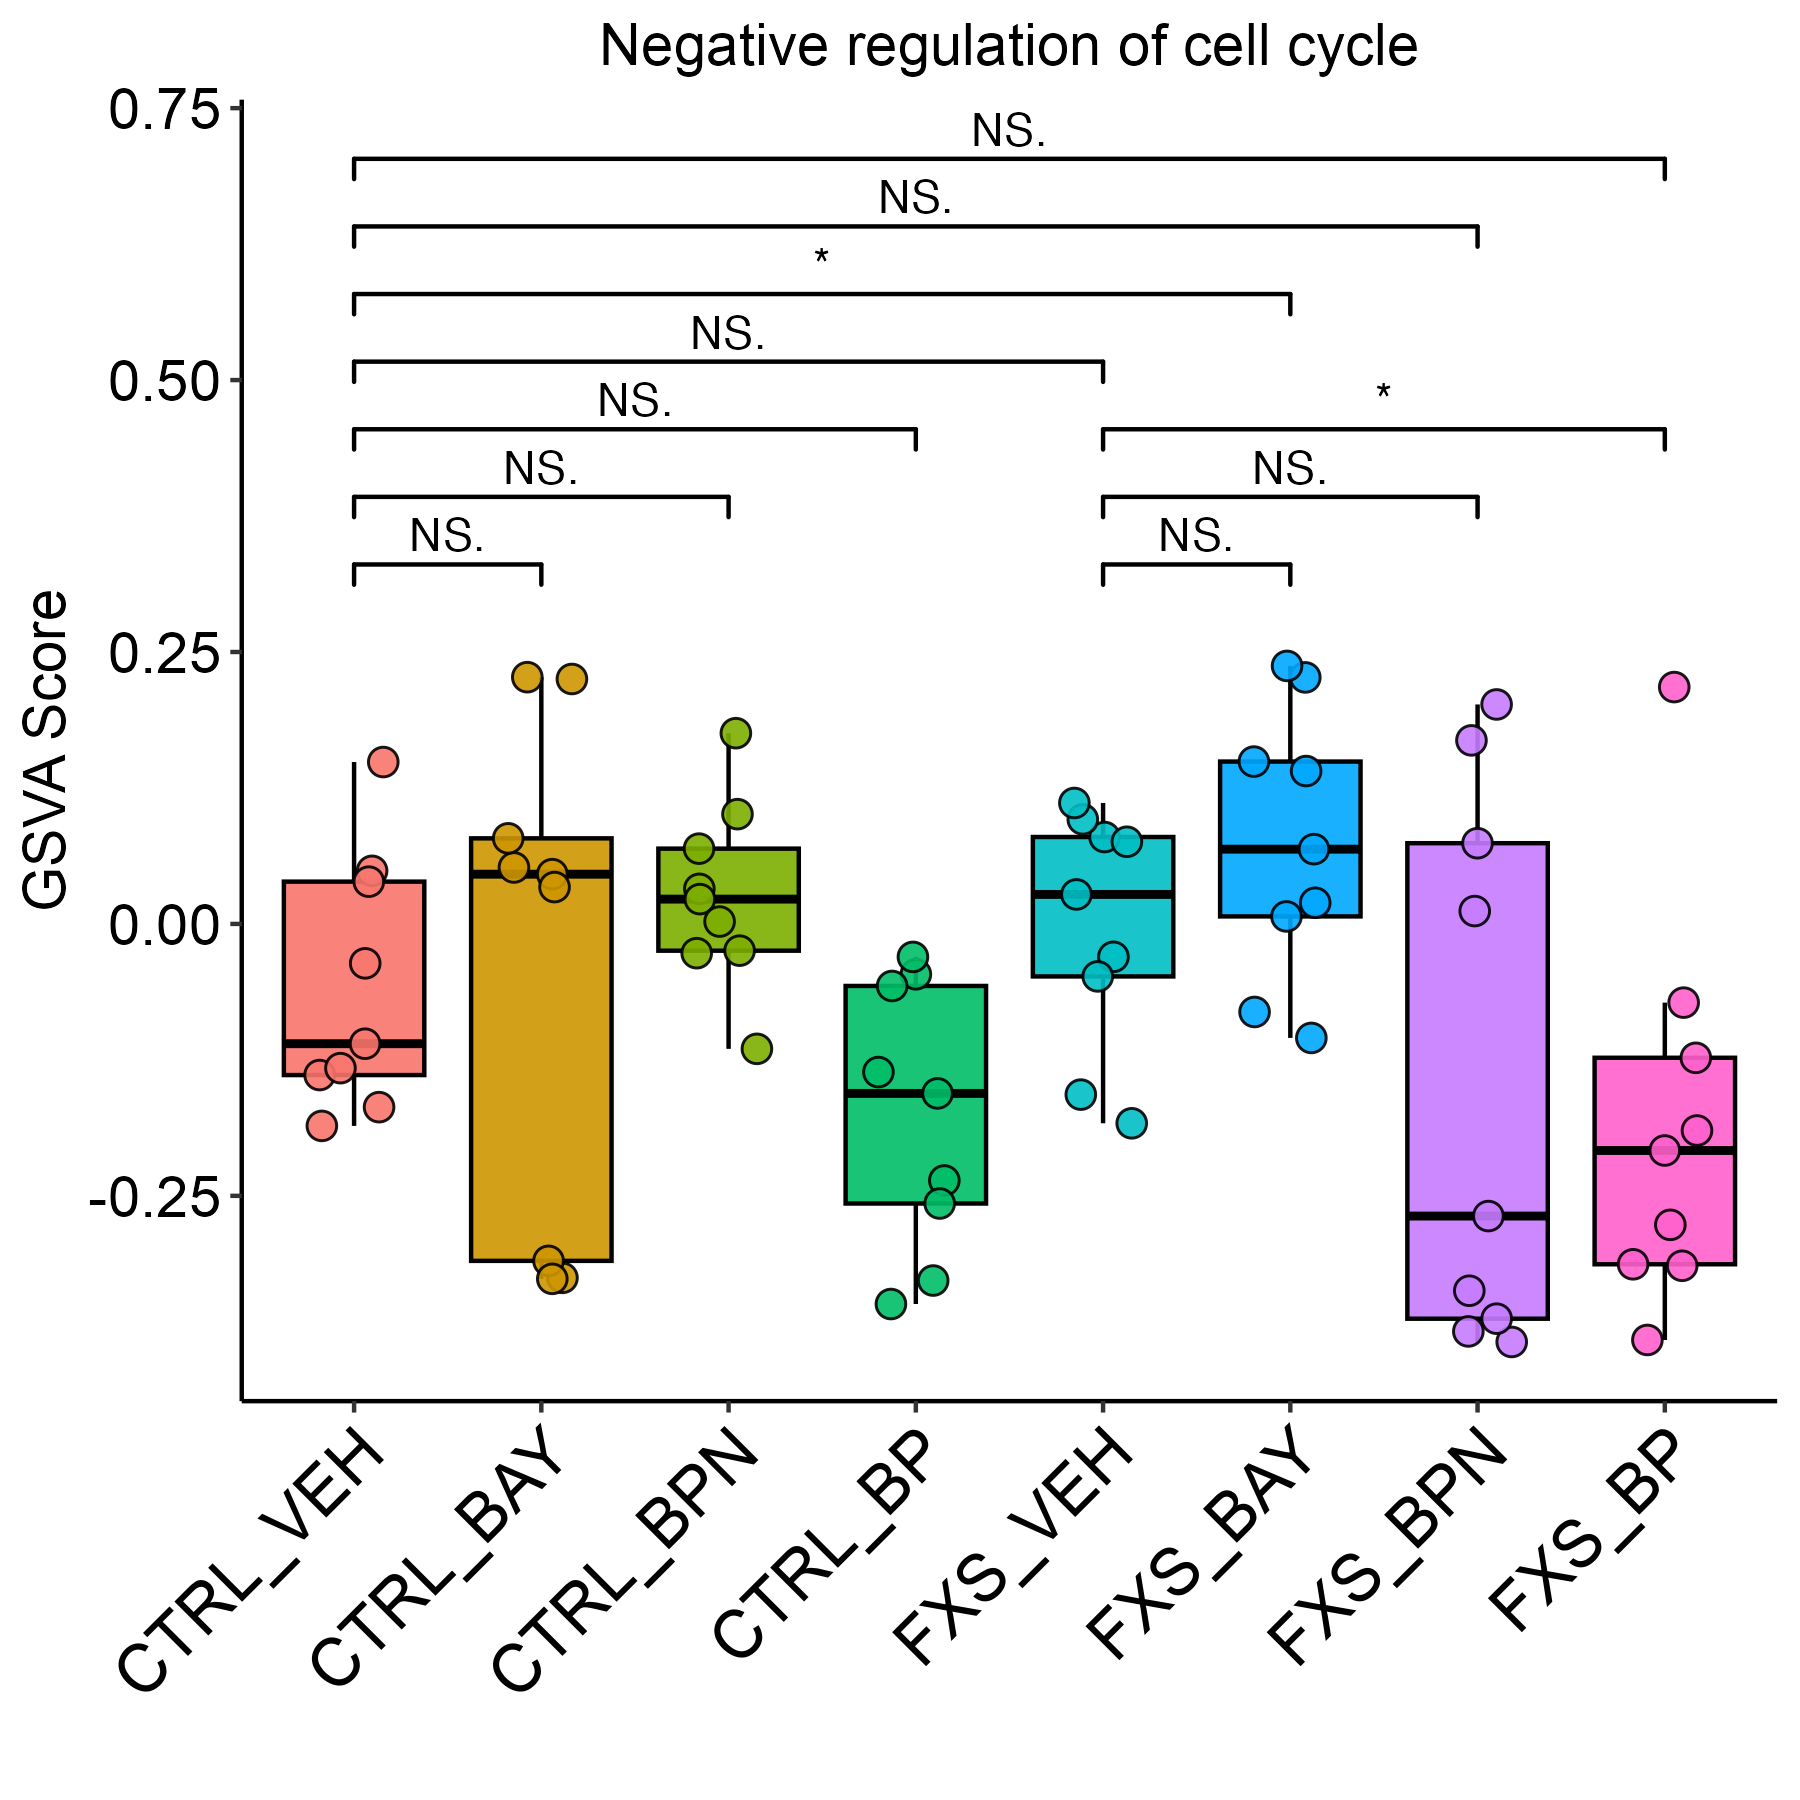 Negative regulation of cell cycle
0.75
NS.
NS.
*
NS.
0.50
NS.
*
NS.
NS.
NS.
NS.
GSVA Score
0.25
0.00
-0.25
CTRL_VEH
CTRL_BAY
CTRL_BPN
CTRL_BP
FXS_VEH
FXS_BAY
FXS_BPN
FXS_BP